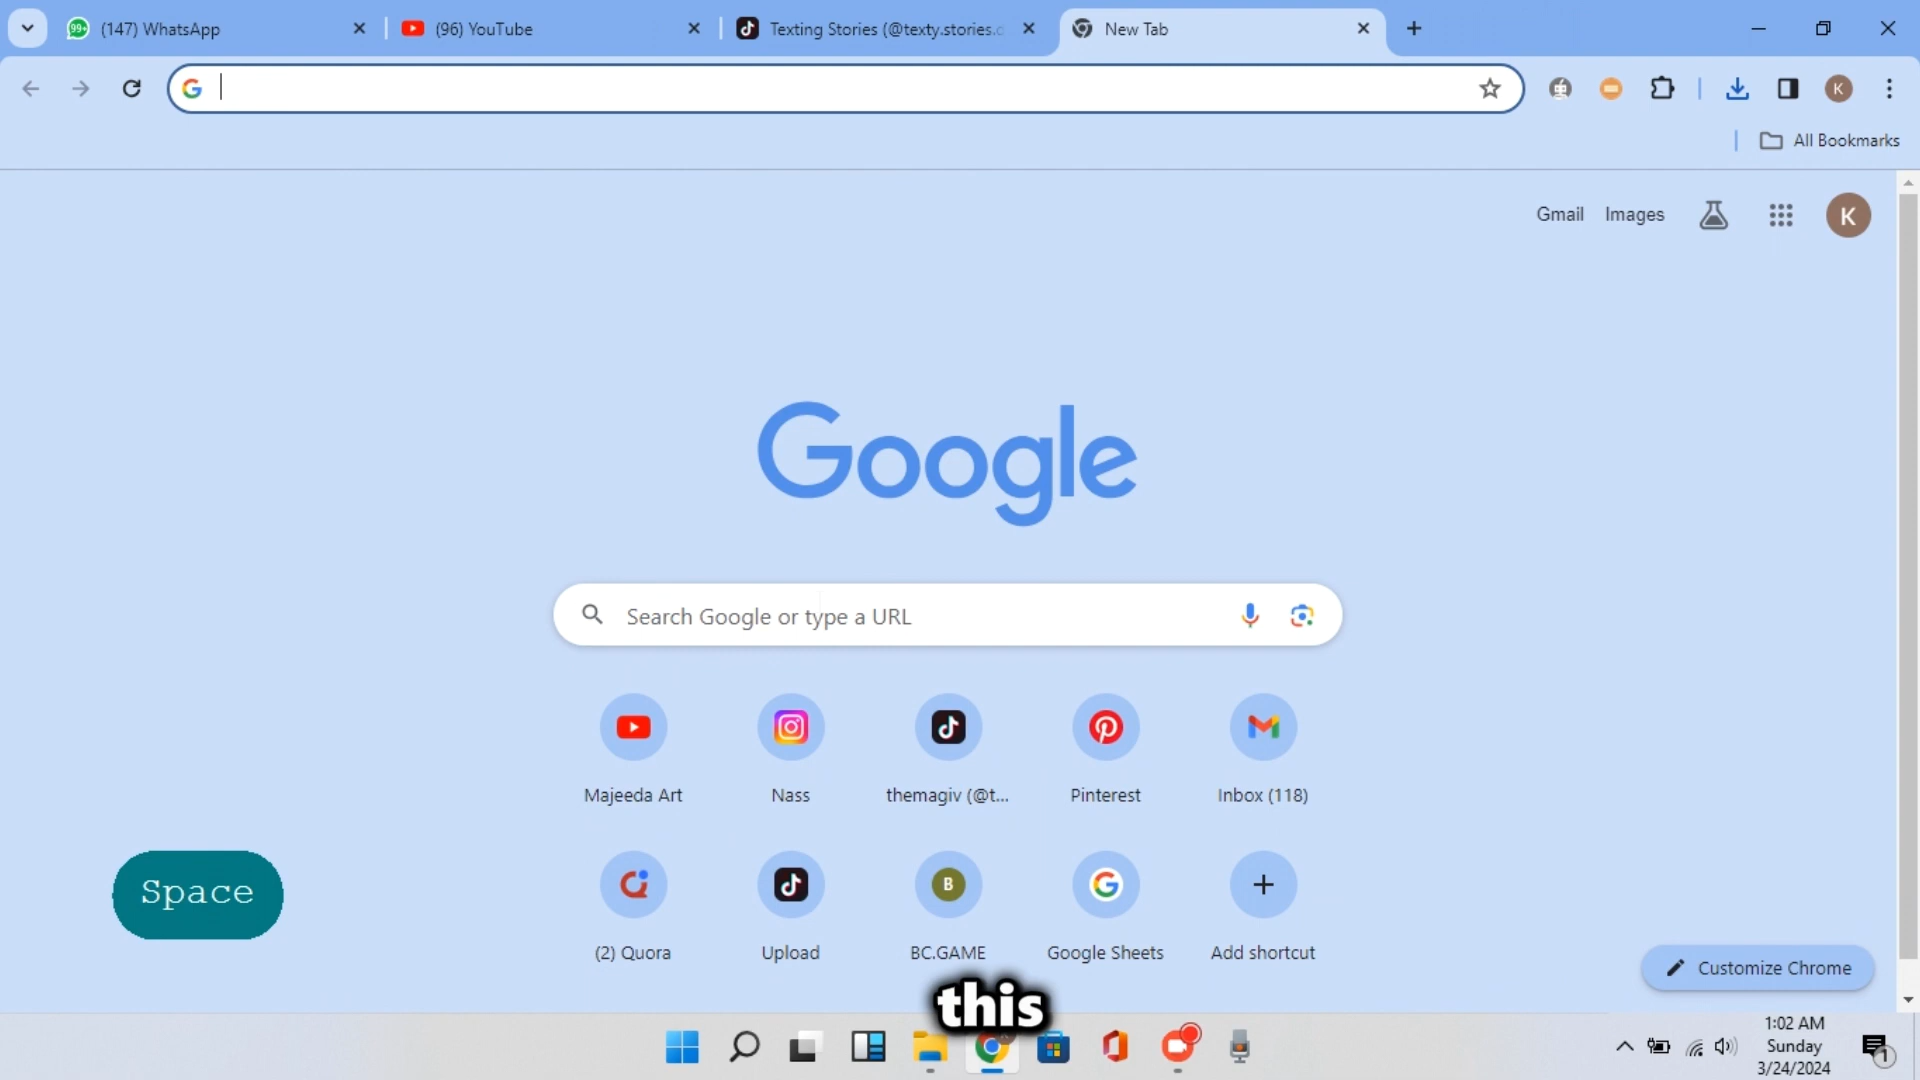 (147) WhatsApp
(96) YouTube
Texting Stories (@texty.stories.c
New Tab
All Bookmarks
Gmail
Images
K
K
Google
Search Google or type a URL
Majeeda Art
Nass
themagiv (@t...
Pinterest
Inbox (118)
B
Space
(2) Quora
Upload
BC.GAME
Google Sheets
Add shortcut
Customize Chrome
this
1:02 AM
Sunday
3/24/2024
1